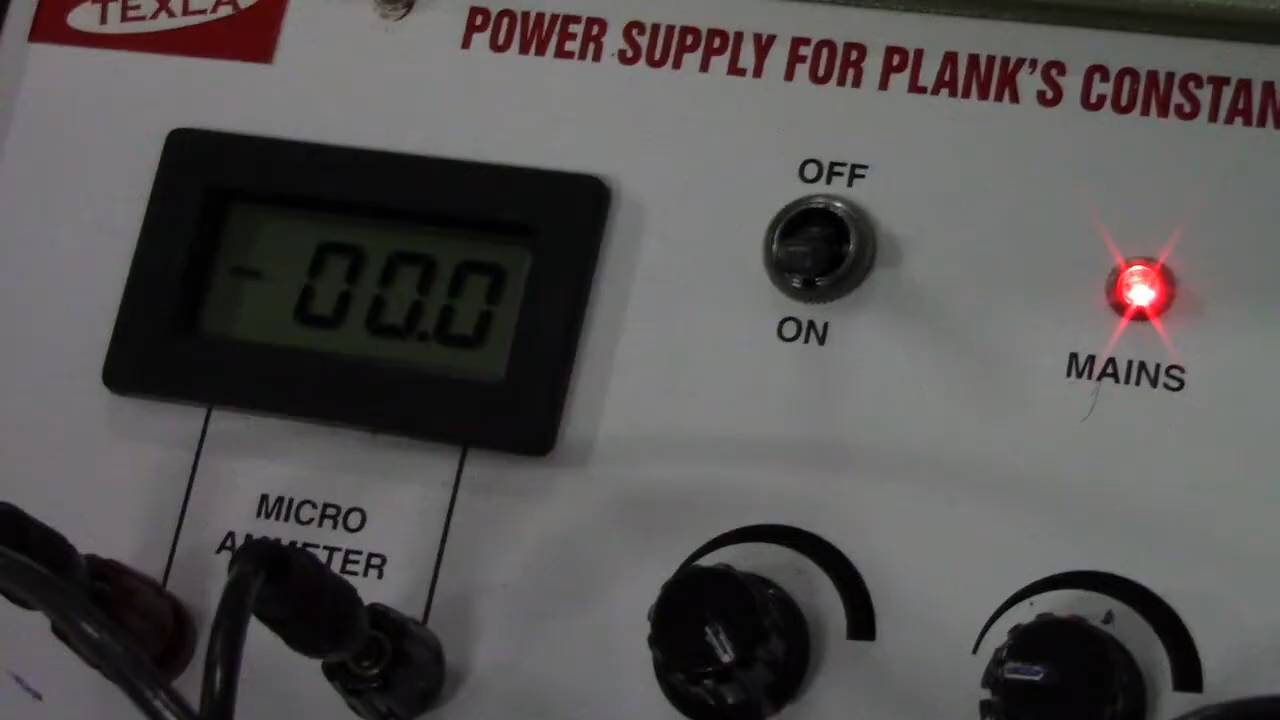 TEXLA
POWER SUPPLY FOR PLANK'S CONSTAN
- 00.0
OFF
ON
MAINS
MICRO
AMMETER